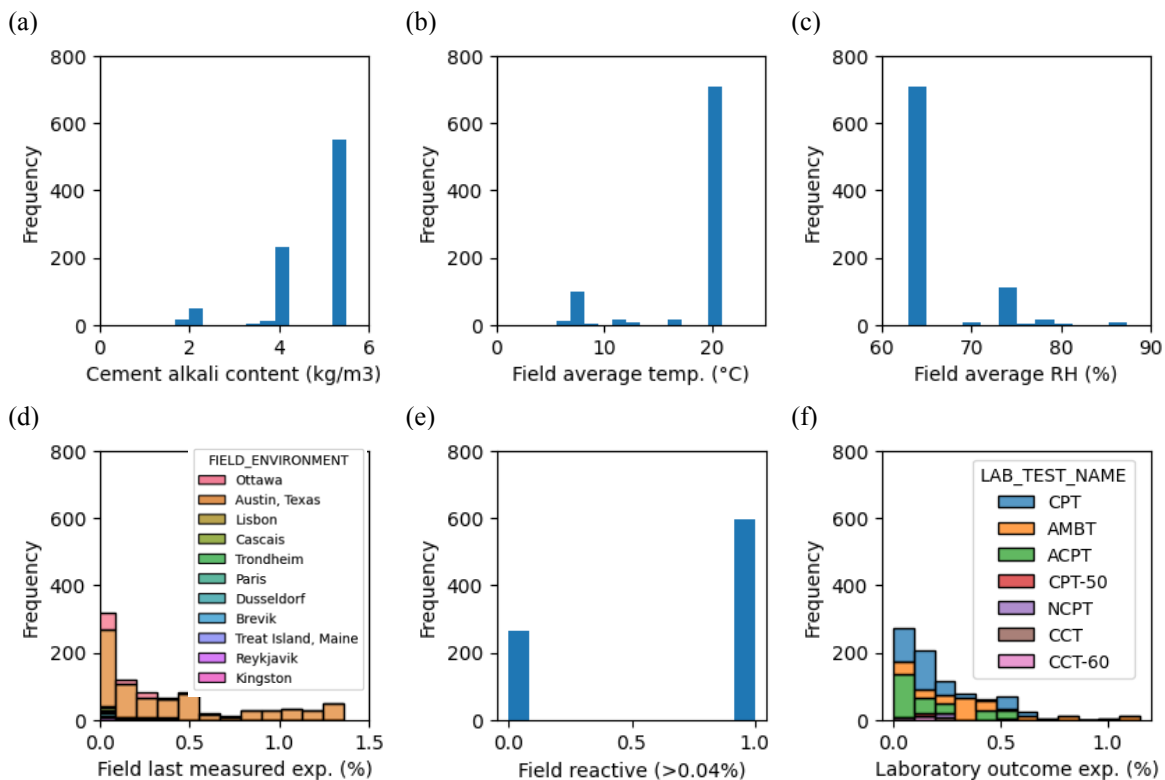 (a)
800
600
400
200
0
Frequency
0 2 4 6
Cement alkali content (kg/m3)
(b)
800
600
400
200
0
Frequency
0 10 20
Field average temp. (°C)
(c)
800
600
400
200
0
Frequency
60 70 80 90
Field average RH (%)
(d)
800
600
400
200
0
Frequency
FIELD_ENVIRONMENT
Ottawa
Austin, Texas
Lisbon
Cascais
Trondheim
Paris
Dusseldorf
Brevik
Treat Island, Maine
Reykjavik
Kingston
0.0 0.5 1.0 1.5
Field last measured exp. (%)
(e)
800
600
400
200
0
Frequency
0.0 0.5 1.0
Field reactive (>0.04%)
(f)
800
600
400
200
0
Frequency
LAB_TEST_NAME
CPT
AMBT
ACPT
CPT-50
NCPT
CCT
CCT-60
0.0 0.5 1.0
Laboratory outcome exp. (%)